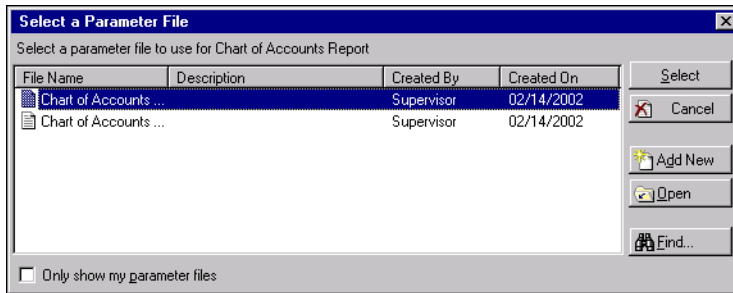 Select a Parameter File
Select a parameter file to use for Chart of Accounts Report
File Name Description Created By Created On
Chart of Accounts ... Supervisor 02/14/2002
Chart of Accounts ... Supervisor 02/14/2002
Select
Cancel
Add New
Open
Find...
Only show my parameter files